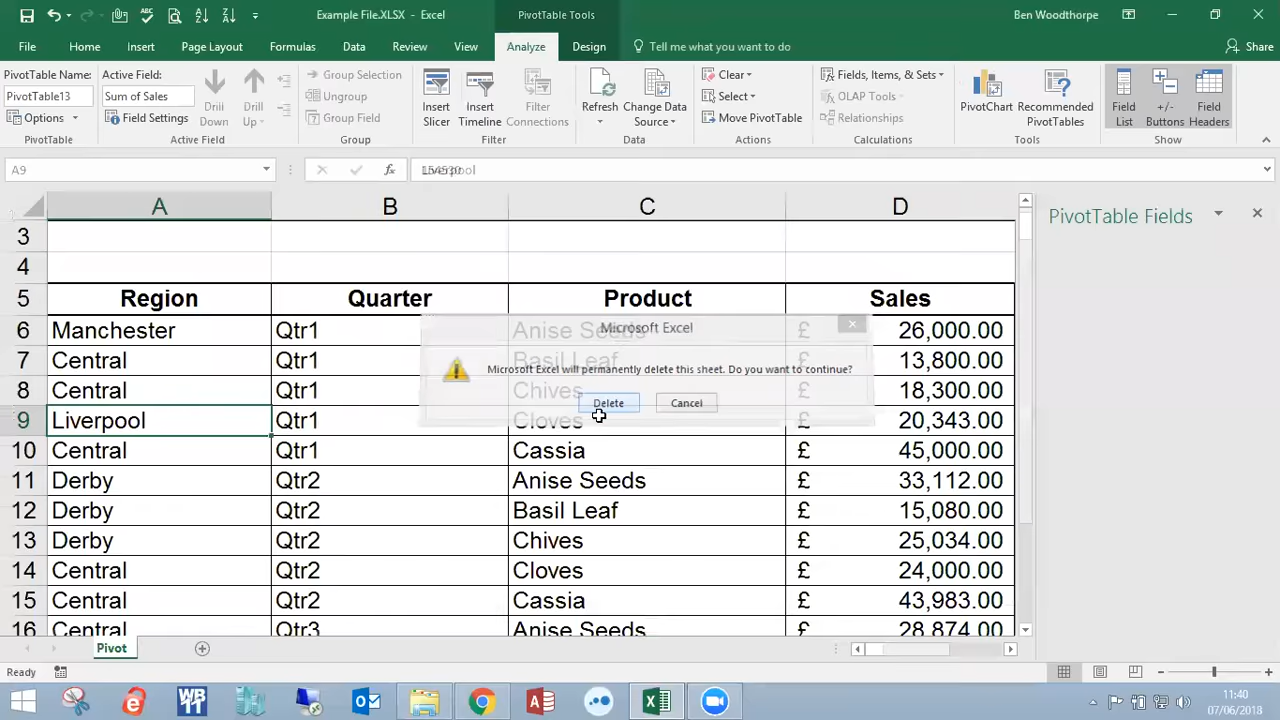 Example File.XLSX - Excel
PivotTable Tools
Ben Woodthorpe
File Home Insert Page Layout Formulas Data Review View Analyze Design Tell me what you want to do Share
PivotTable Name:
PivotTable13
Options
PivotTable
Active Field:
Sum of Sales
Field Settings
Drill
Down
Drill
Up
Active Field
Group Selection
Ungroup
Group Field
Group
Insert
Slicer
Insert
Timeline
Filter
Connections
Filter
Refresh
Change Data
Source
Data
Clear
Select
Move PivotTable
Actions
Fields, Items, & Sets
OLAP Tools
Relationships
Calculations
PivotChart
Recommended
PivotTables
Tools
Field
List
+/-
Buttons
Field
Headers
Show
A9
fx
A B C D
PivotTable Fields
3
4
5 Region Quarter Product Sales
6 Manchester Qtr1 Anise Seeds £ 26,000.00
7 Central Qtr1 Basil Leaf £ 13,800.00
8 Central Qtr1 Chives £ 18,300.00
9 Liverpool Qtr1 Cloves £ 20,343.00
10 Central Qtr1 Cassia £ 45,000.00
11 Derby Qtr2 Anise Seeds £ 33,112.00
12 Derby Qtr2 Basil Leaf £ 15,080.00
13 Derby Qtr2 Chives £ 25,034.00
14 Central Qtr2 Cloves £ 24,000.00
15 Central Qtr2 Cassia £ 43,983.00
16 Central Qtr3 Anise Seeds £ 28,874.00
Microsoft Excel
Microsoft Excel will permanently delete this sheet. Do you want to continue?
Delete Cancel
Pivot
Ready
11:40
07/06/2018